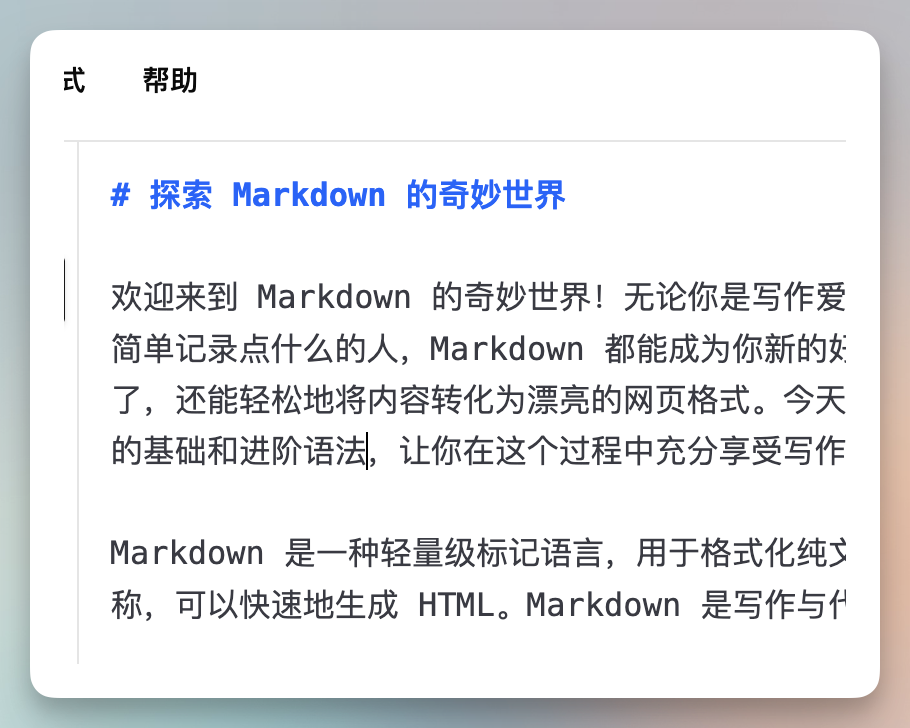 式 帮助
# 探索 Markdown 的奇妙世界
欢迎来到 Markdown 的奇妙世界！无论你是写作爱
简单记录点什么的人，Markdown 都能成为你新的好
了，还能轻松地将内容转化为漂亮的网页格式。今天
的基础和进阶语法，让你在这个过程中充分享受写作
Markdown 是一种轻量级标记语言，用于格式化纯文
称，可以快速地生成 HTML。Markdown 是写作与代